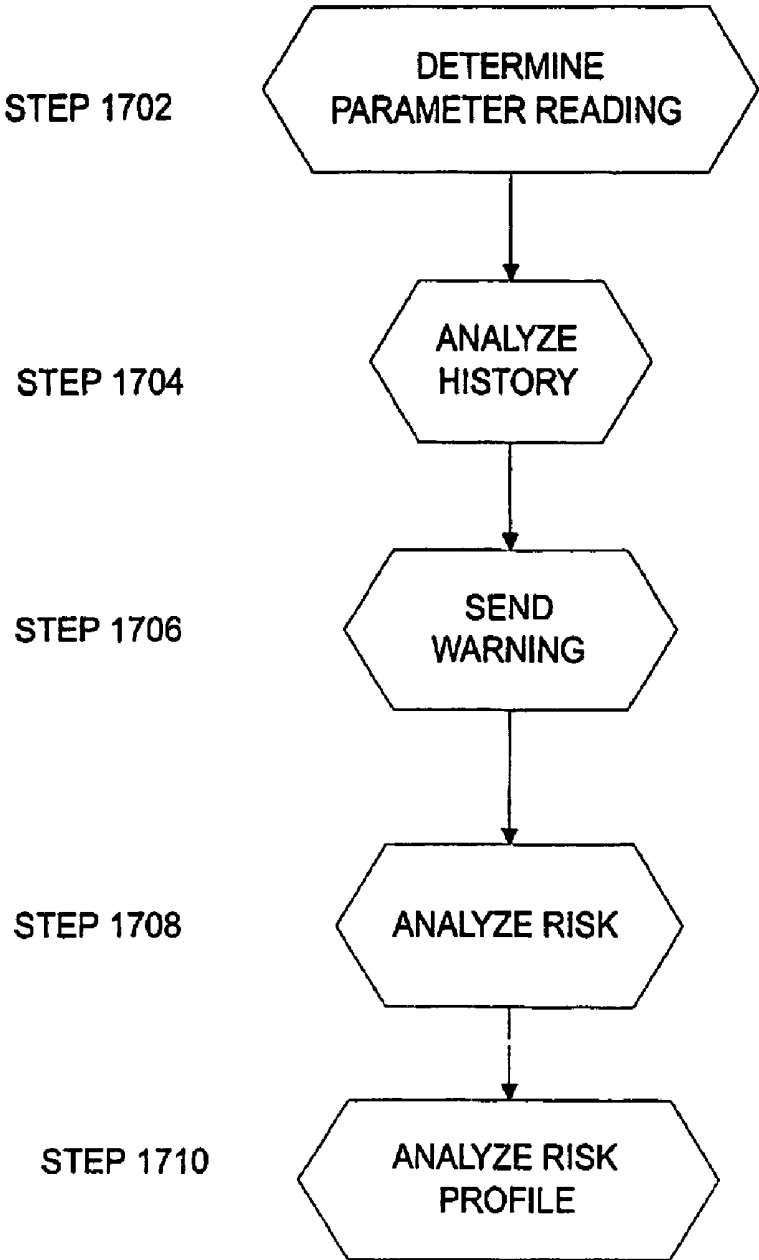 STEP 1702
DETERMINE
PARAMETER READING
STEP 1704
ANALYZE
HISTORY
STEP 1706
SEND
WARNING
STEP 1708
ANALYZE RISK
STEP 1710
ANALYZE RISK
PROFILE